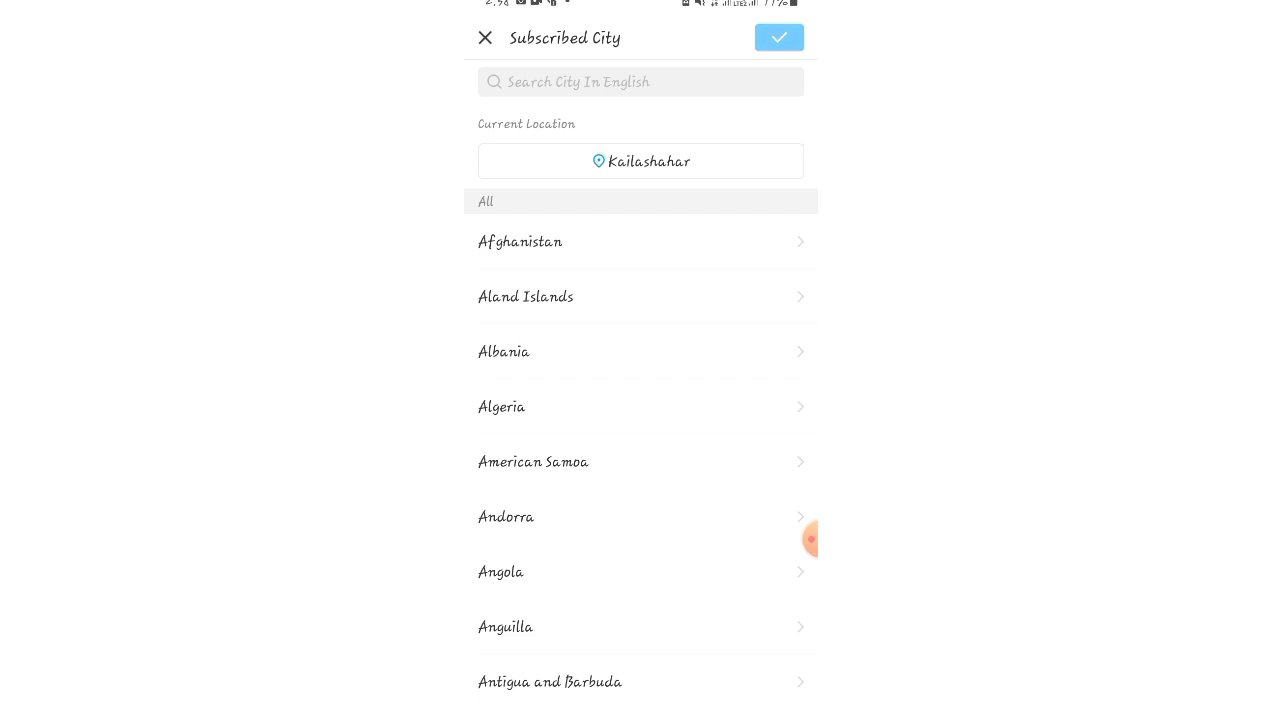 Subscribed City
Search City In English
Current Location
Kailashahar
All
Afghanistan
Aland Islands
Albania
Algeria
American Samoa
Andorra
Angola
Anguilla
Antigua and Barbuda